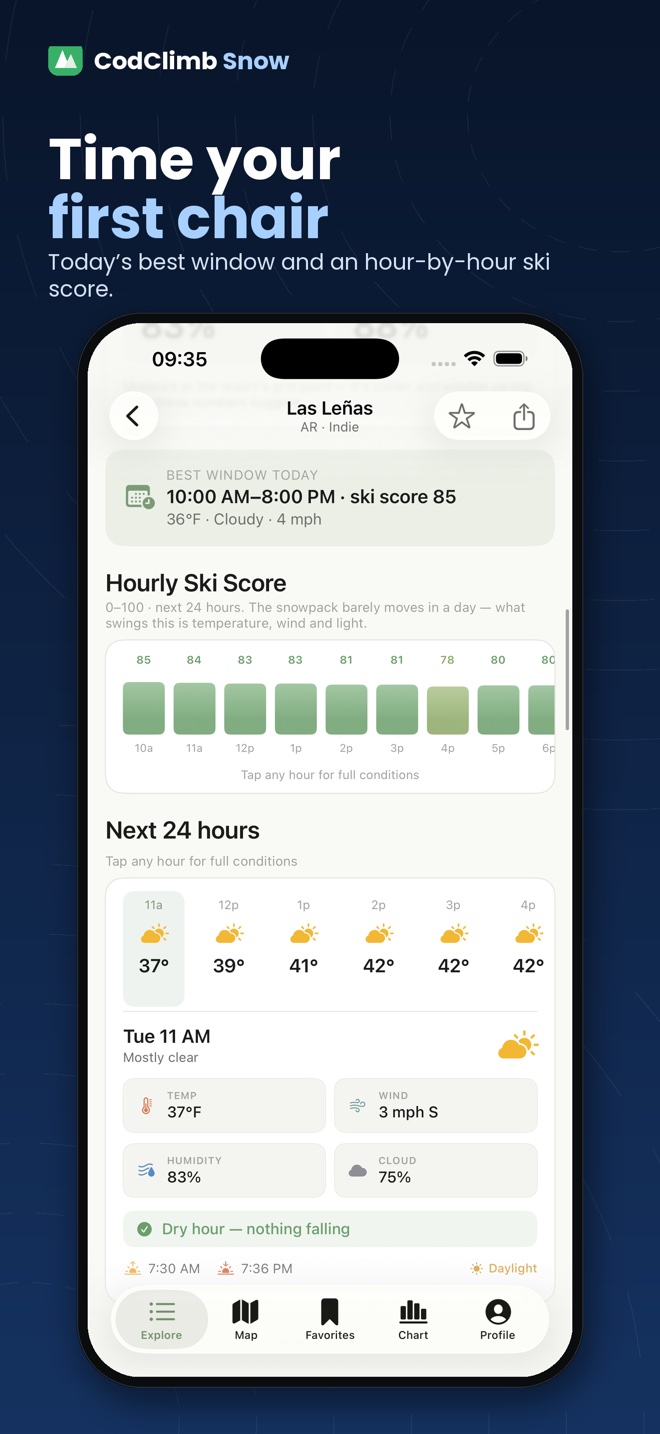 CodClimb Snow
Time your
first chair
Today's best window and an hour-by-hour ski
score.
83% 88%
09:35
Las Leñas
AR · Indie
BEST WINDOW TODAY
10:00 AM–8:00 PM · ski score 85
36°F · Cloudy · 4 mph
Hourly Ski Score
0–100 · next 24 hours. The snowpack barely moves in a day — what
swings this is temperature, wind and light.
85 84 83 83 81 81 78 80 80
10a 11a 12p 1p 2p 3p 4p 5p 6p
Tap any hour for full conditions
Next 24 hours
Tap any hour for full conditions
11a 12p 1p 2p 3p 4p
37° 39° 41° 42° 42° 42°
Tue 11 AM
Mostly clear
TEMP
37°F
WIND
3 mph S
HUMIDITY
83%
CLOUD
75%
Dry hour — nothing falling
7:30 AM 7:36 PM Daylight
Explore Map Favorites Chart Profile